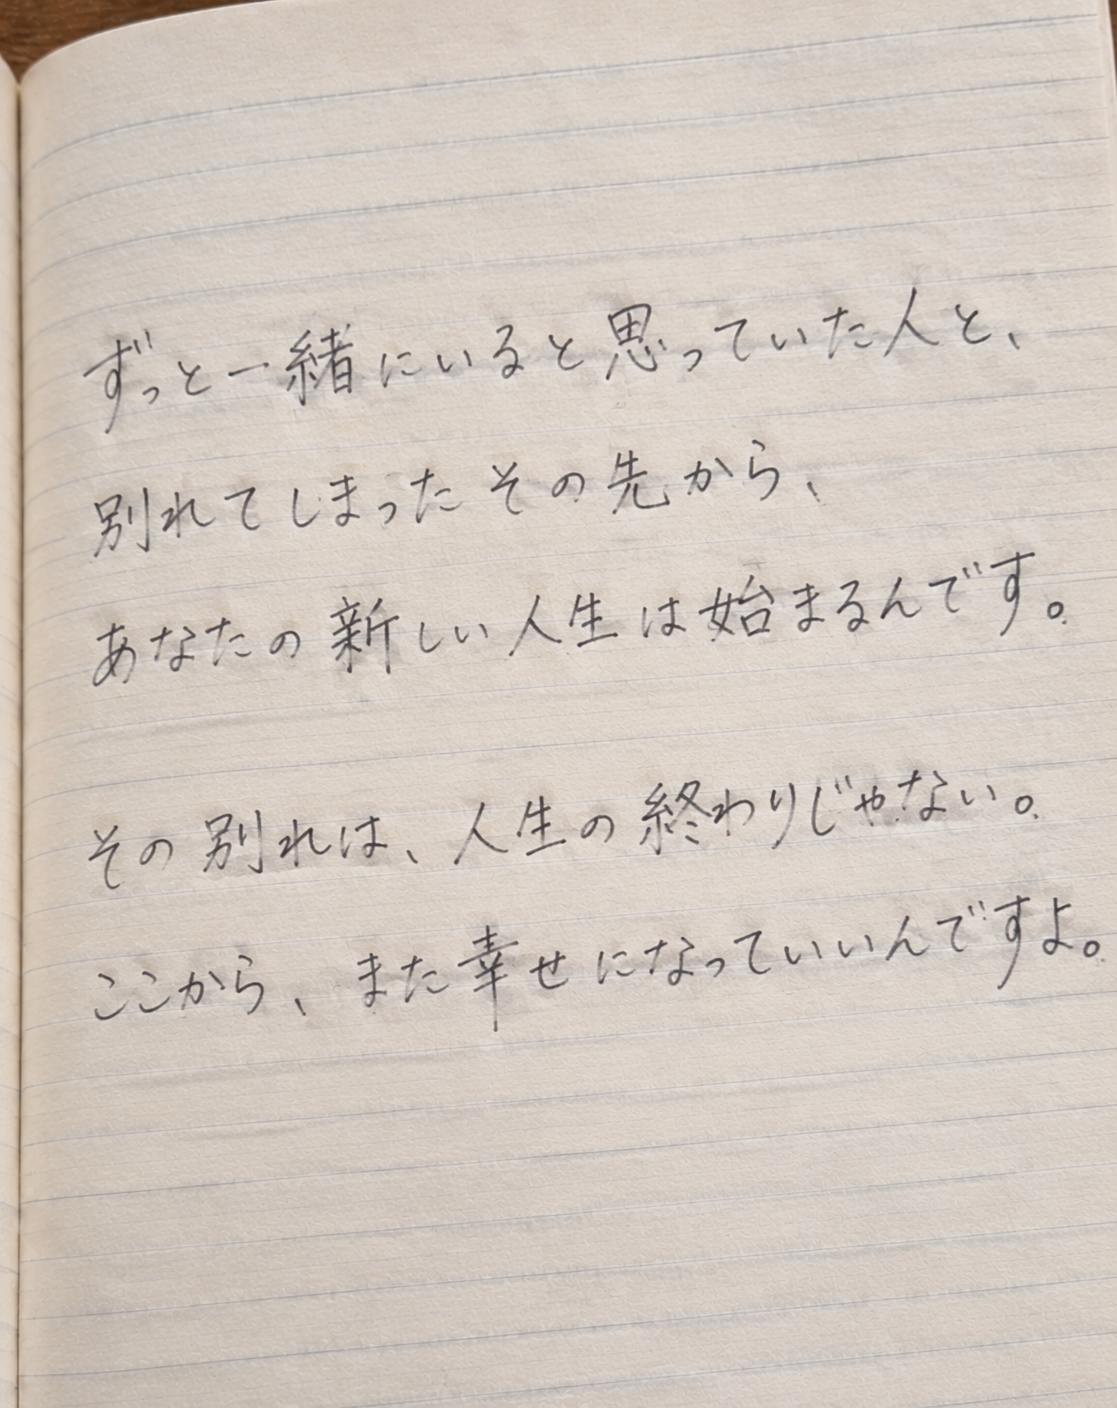 ずっと一緒にいると思っていた人と、
別れてしまったその先から、
あなたの新しい人生は始まるんです。
その別れは、人生の終わりじゃない。
ここから、また幸せになっていいんですよ。